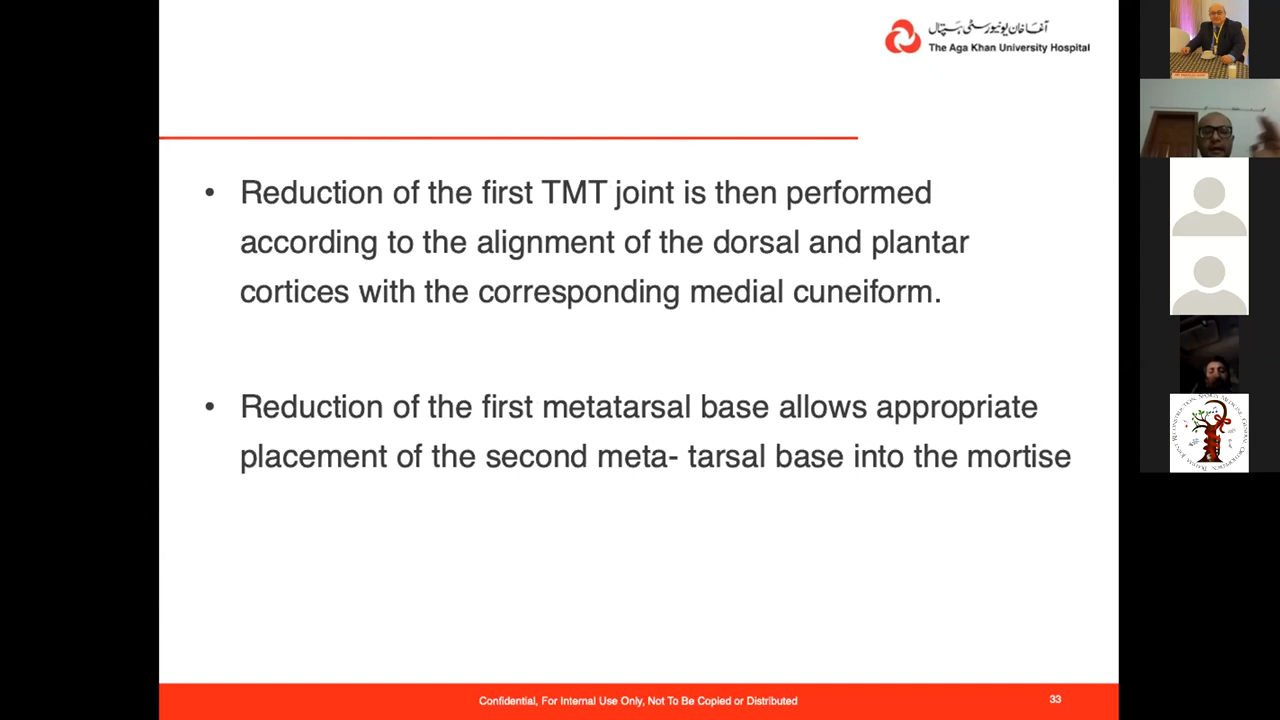 آغا خان یونیورسٹی ہسپتال
The Aga Khan University Hospital
• Reduction of the first TMT joint is then performed
according to the alignment of the dorsal and plantar
cortices with the corresponding medial cuneiform.
• Reduction of the first metatarsal base allows appropriate
placement of the second meta- tarsal base into the mortise
Confidential, For Internal Use Only, Not To Be Copied or Distributed
33